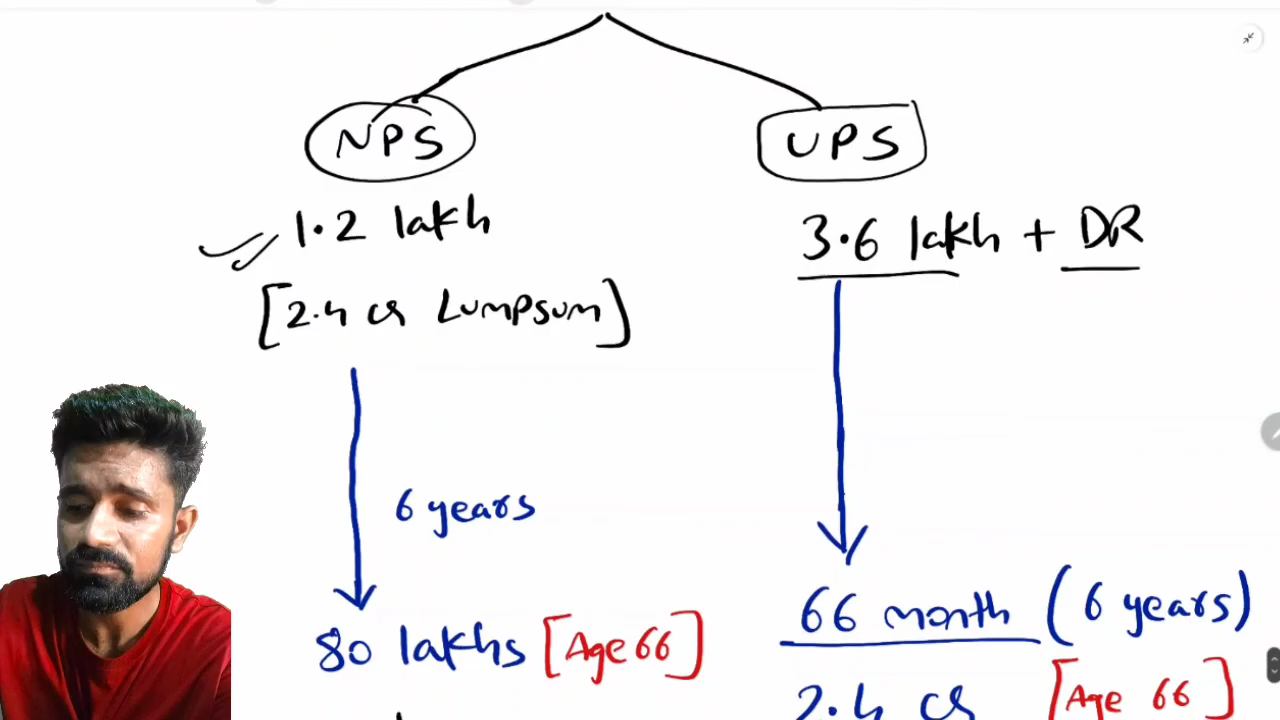 NPS
1.2 lakh
[2.4 cr Lumpsum]
6 years
80 lakhs [Age 66]
UPS
3.6 lakh + DR
66 month (6 years)
2.4 cr [Age 66]